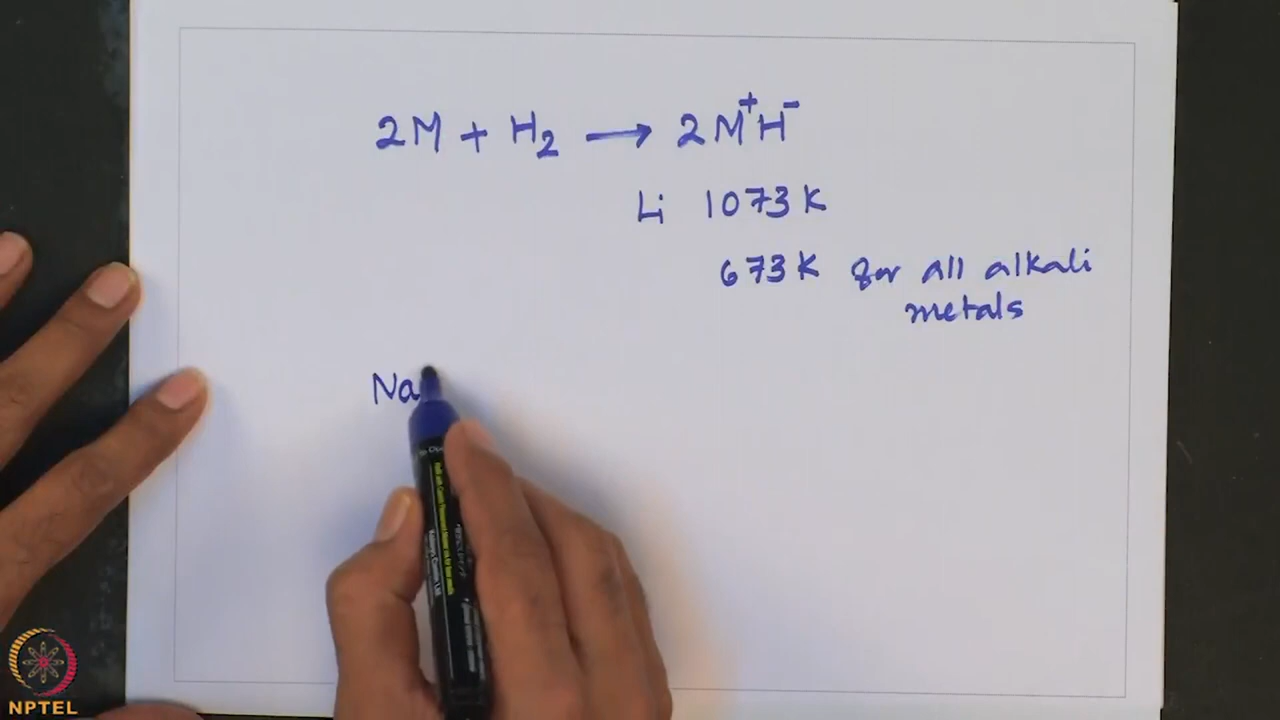 2M + H₂ ⟶ 2M⁺H⁻
Li 1073 K
673 K for all alkali
metals
Na
NPTEL